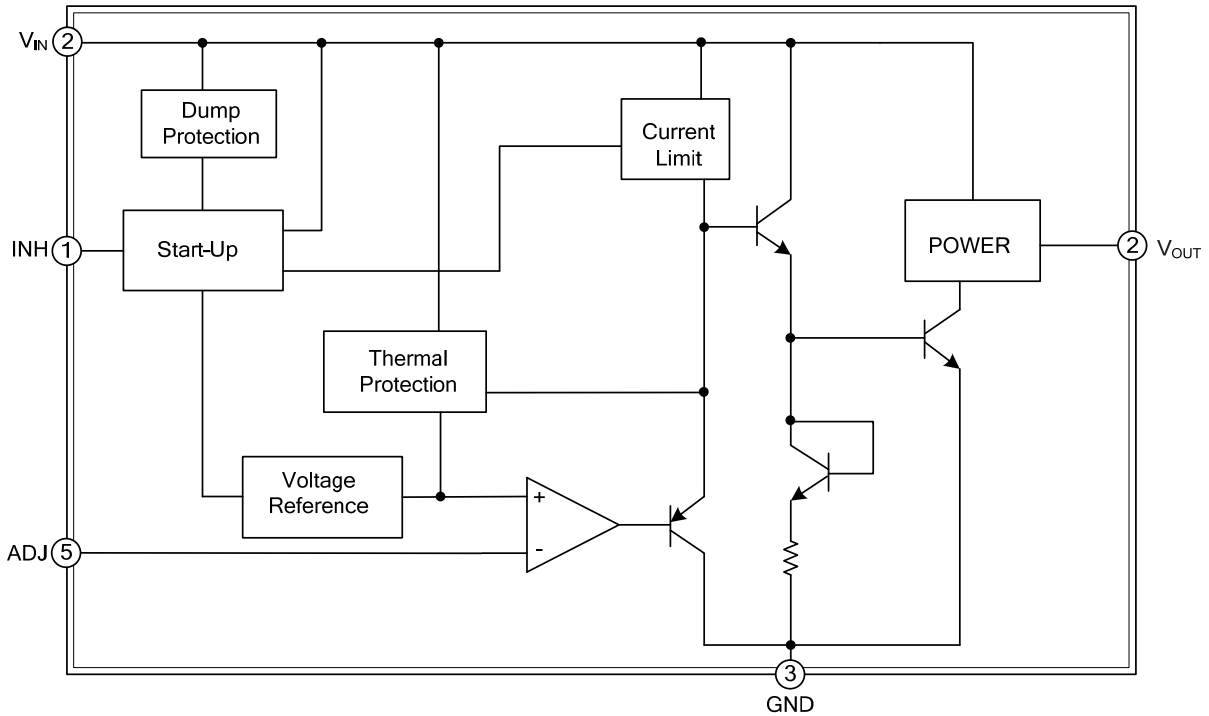 VIN 2
Dump
Protection
Current
Limit
INH 1
Start-Up
POWER
2 VOUT
Thermal
Protection
Voltage
Reference
+
-
ADJ 5
3
GND